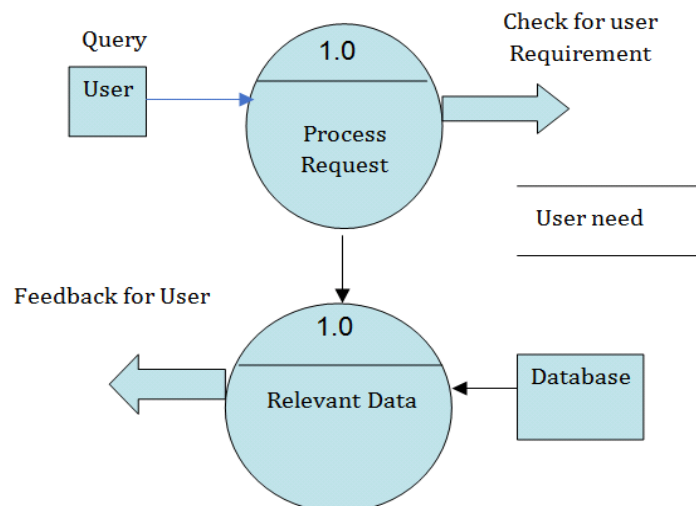 Check for user
Requirement
Query
1.0
User
Process
Request
User need
Feedback for User
1.0
Database
Relevant Data